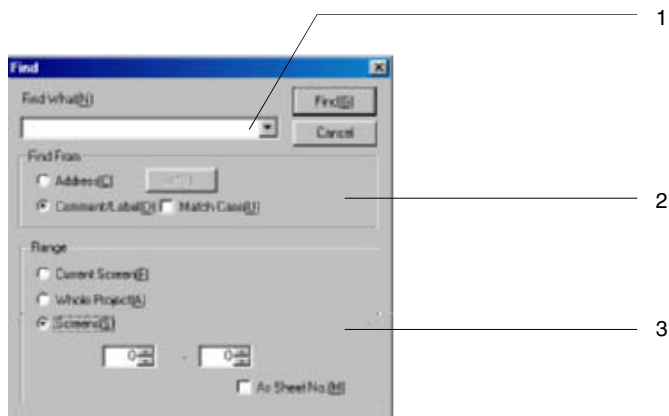 1
Find
Find What(N)
Find(S)
Cancel
Find From
Address(C)
2
Comment/Label(O) Match Case(U)
Range
Current Screen(E)
Whole Project(A)
3
Screens(S)
0 - 0
As Sheet No.(H)